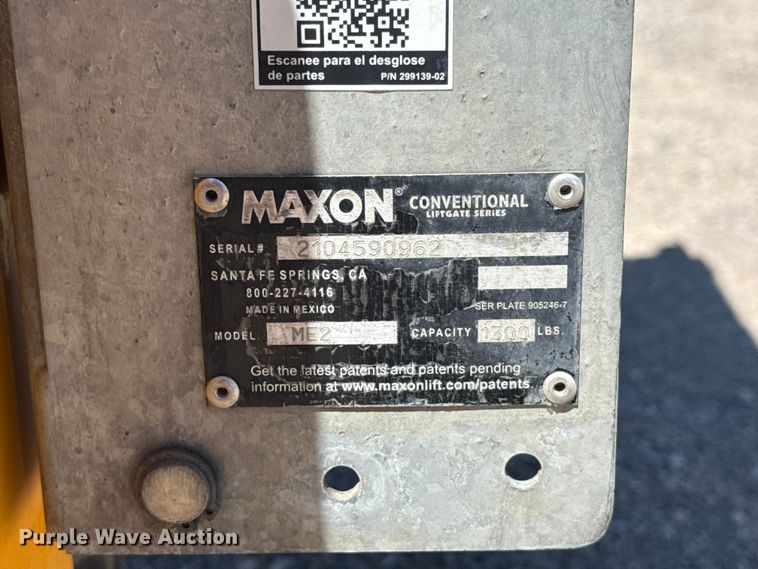 Escanee para el desglose
de partes
P/N 299139-02
MAXON® CONVENTIONAL
LIFTGATE SERIES
SERIAL # 2104590962
SANTA FE SPRINGS, CA
800-227-4116
MADE IN MEXICO
SER PLATE 905246-7
MODEL. ME2 CAPACITY 1300 LBS.
Get the latest patents and patents pending
information at www.maxonlift.com/patents
Purple Wave Auction